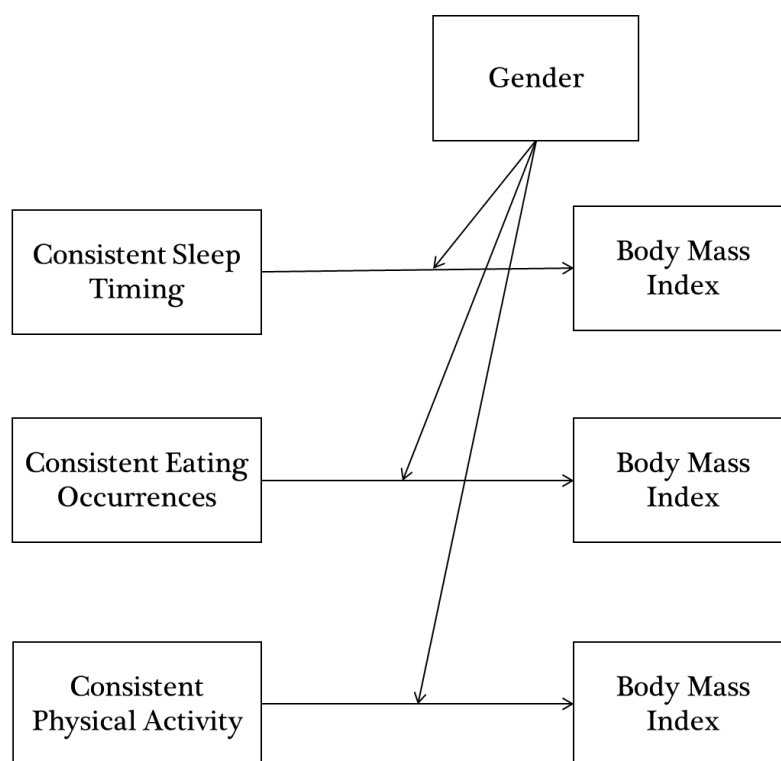 Gender
Consistent Sleep
Timing
Body Mass
Index
Consistent Eating
Occurrences
Body Mass
Index
Consistent
Physical Activity
Body Mass
Index